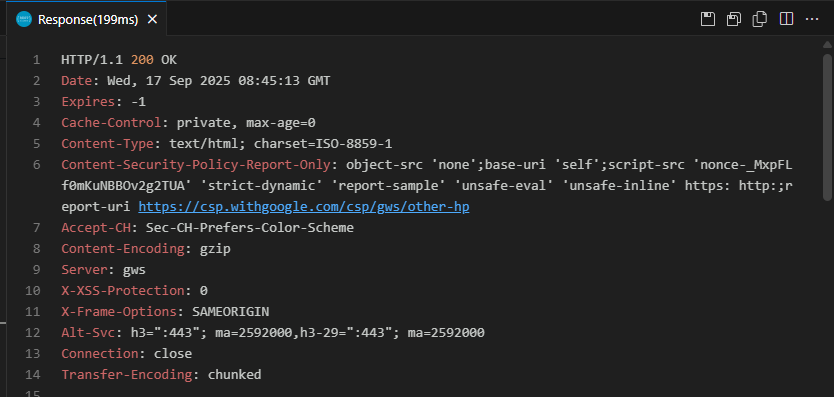 Response(199ms)
1 HTTP/1.1 200 OK
2 Date: Wed, 17 Sep 2025 08:45:13 GMT
3 Expires: -1
4 Cache-Control: private, max-age=0
5 Content-Type: text/html; charset=ISO-8859-1
6 Content-Security-Policy-Report-Only: object-src 'none';base-uri 'self';script-src 'nonce-_MxpFL
f0mKuNBBOv2g2TUA' 'strict-dynamic' 'report-sample' 'unsafe-eval' 'unsafe-inline' https: http:;r
eport-uri https://csp.withgoogle.com/csp/gws/other-hp
7 Accept-CH: Sec-CH-Prefers-Color-Scheme
8 Content-Encoding: gzip
9 Server: gws
10 X-XSS-Protection: 0
11 X-Frame-Options: SAMEORIGIN
12 Alt-Svc: h3=":443"; ma=2592000,h3-29=":443"; ma=2592000
13 Connection: close
14 Transfer-Encoding: chunked
15